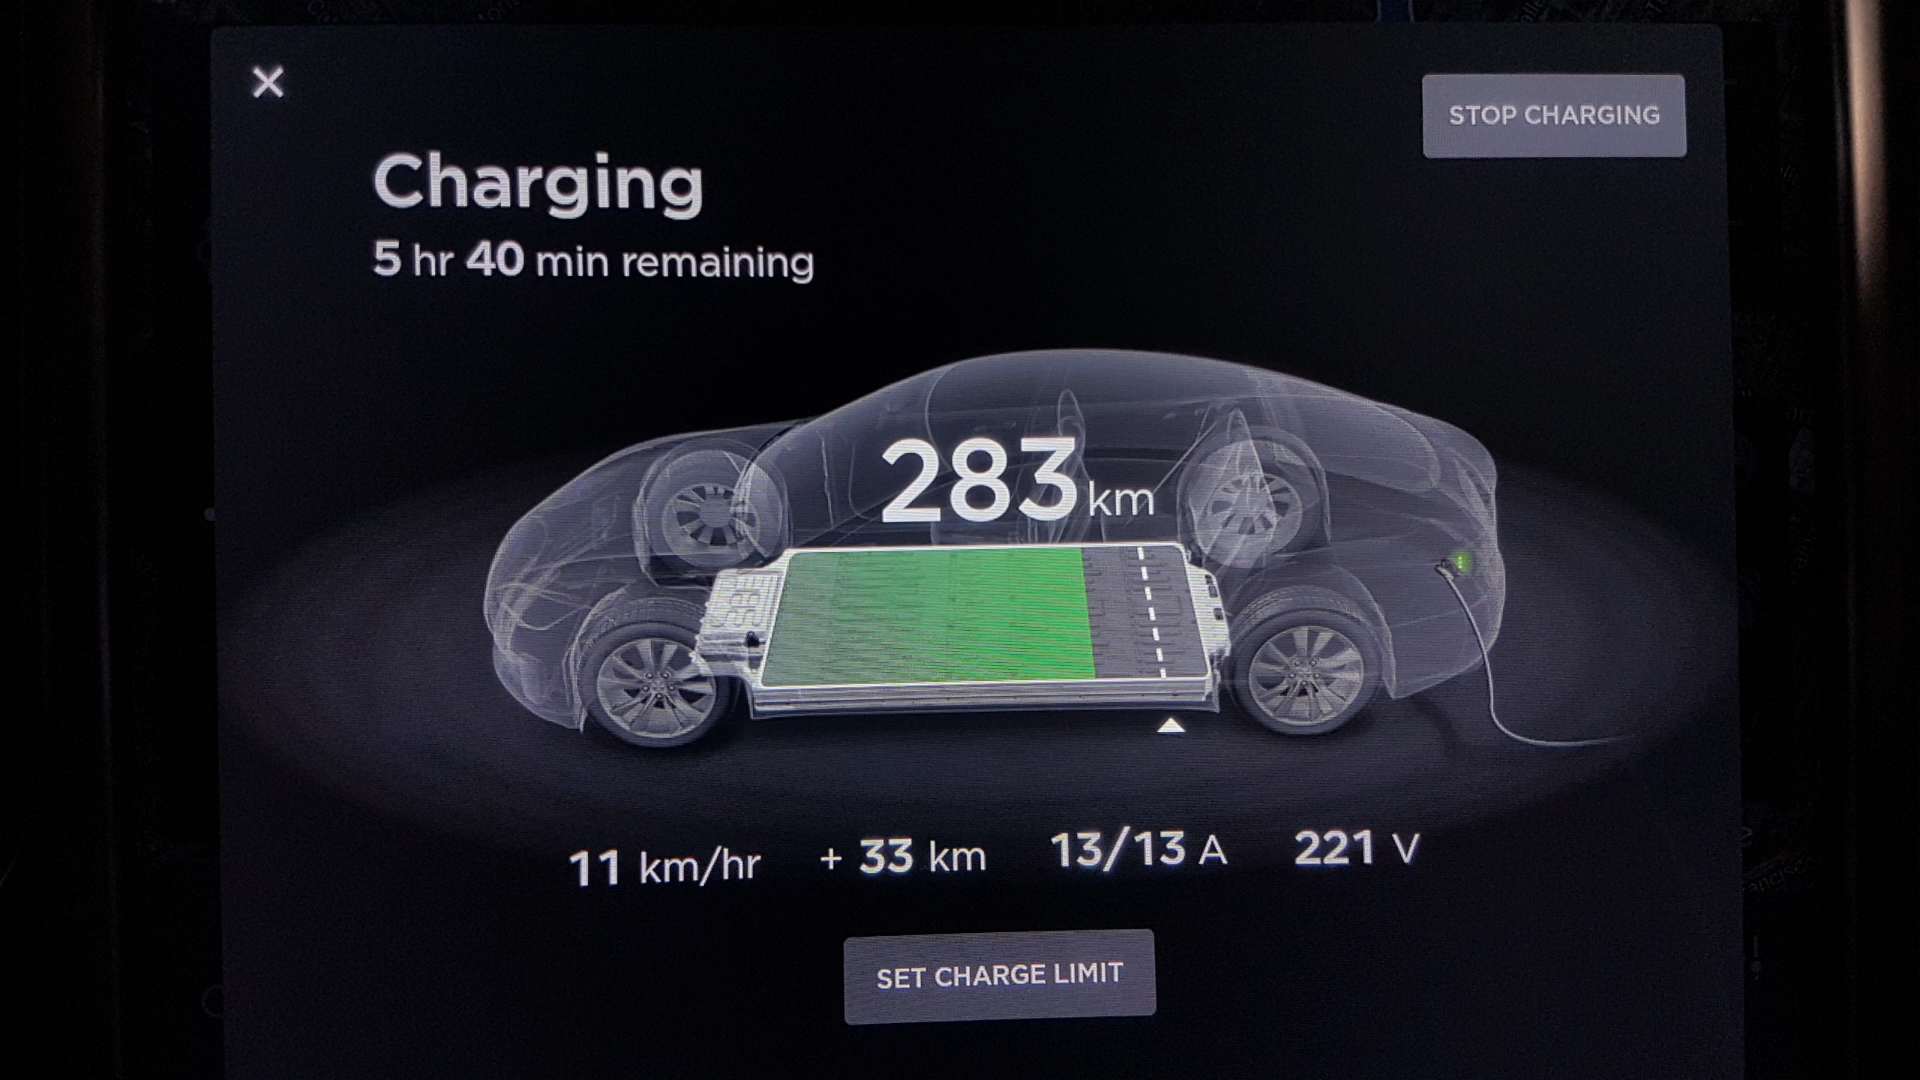 STOP CHARGING
Charging
5 hr 40 min remaining
283 km
11 km/hr + 33 km 13/13 A 221 V
SET CHARGE LIMIT